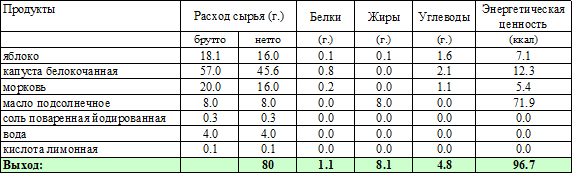 Продукты Расход сырья (г.) Белки Жиры Углеводы Энергетическая ценность
брутто нетто (г.) (г.) (г.) (ккал)
яблоко 18.1 16.0 0.1 0.1 1.6 7.1
капуста белокочанная 57.0 45.6 0.8 0.0 2.1 12.3
морковь 20.0 16.0 0.2 0.0 1.1 5.4
масло подсолнечное 8.0 8.0 0.0 8.0 0.0 71.9
соль поваренная йодированная 0.3 0.3 0.0 0.0 0.0 0.0
вода 4.0 4.0 0.0 0.0 0.0 0.0
кислота лимонная 0.1 0.1 0.0 0.0 0.0 0.0
Выход: 80 1.1 8.1 4.8 96.7